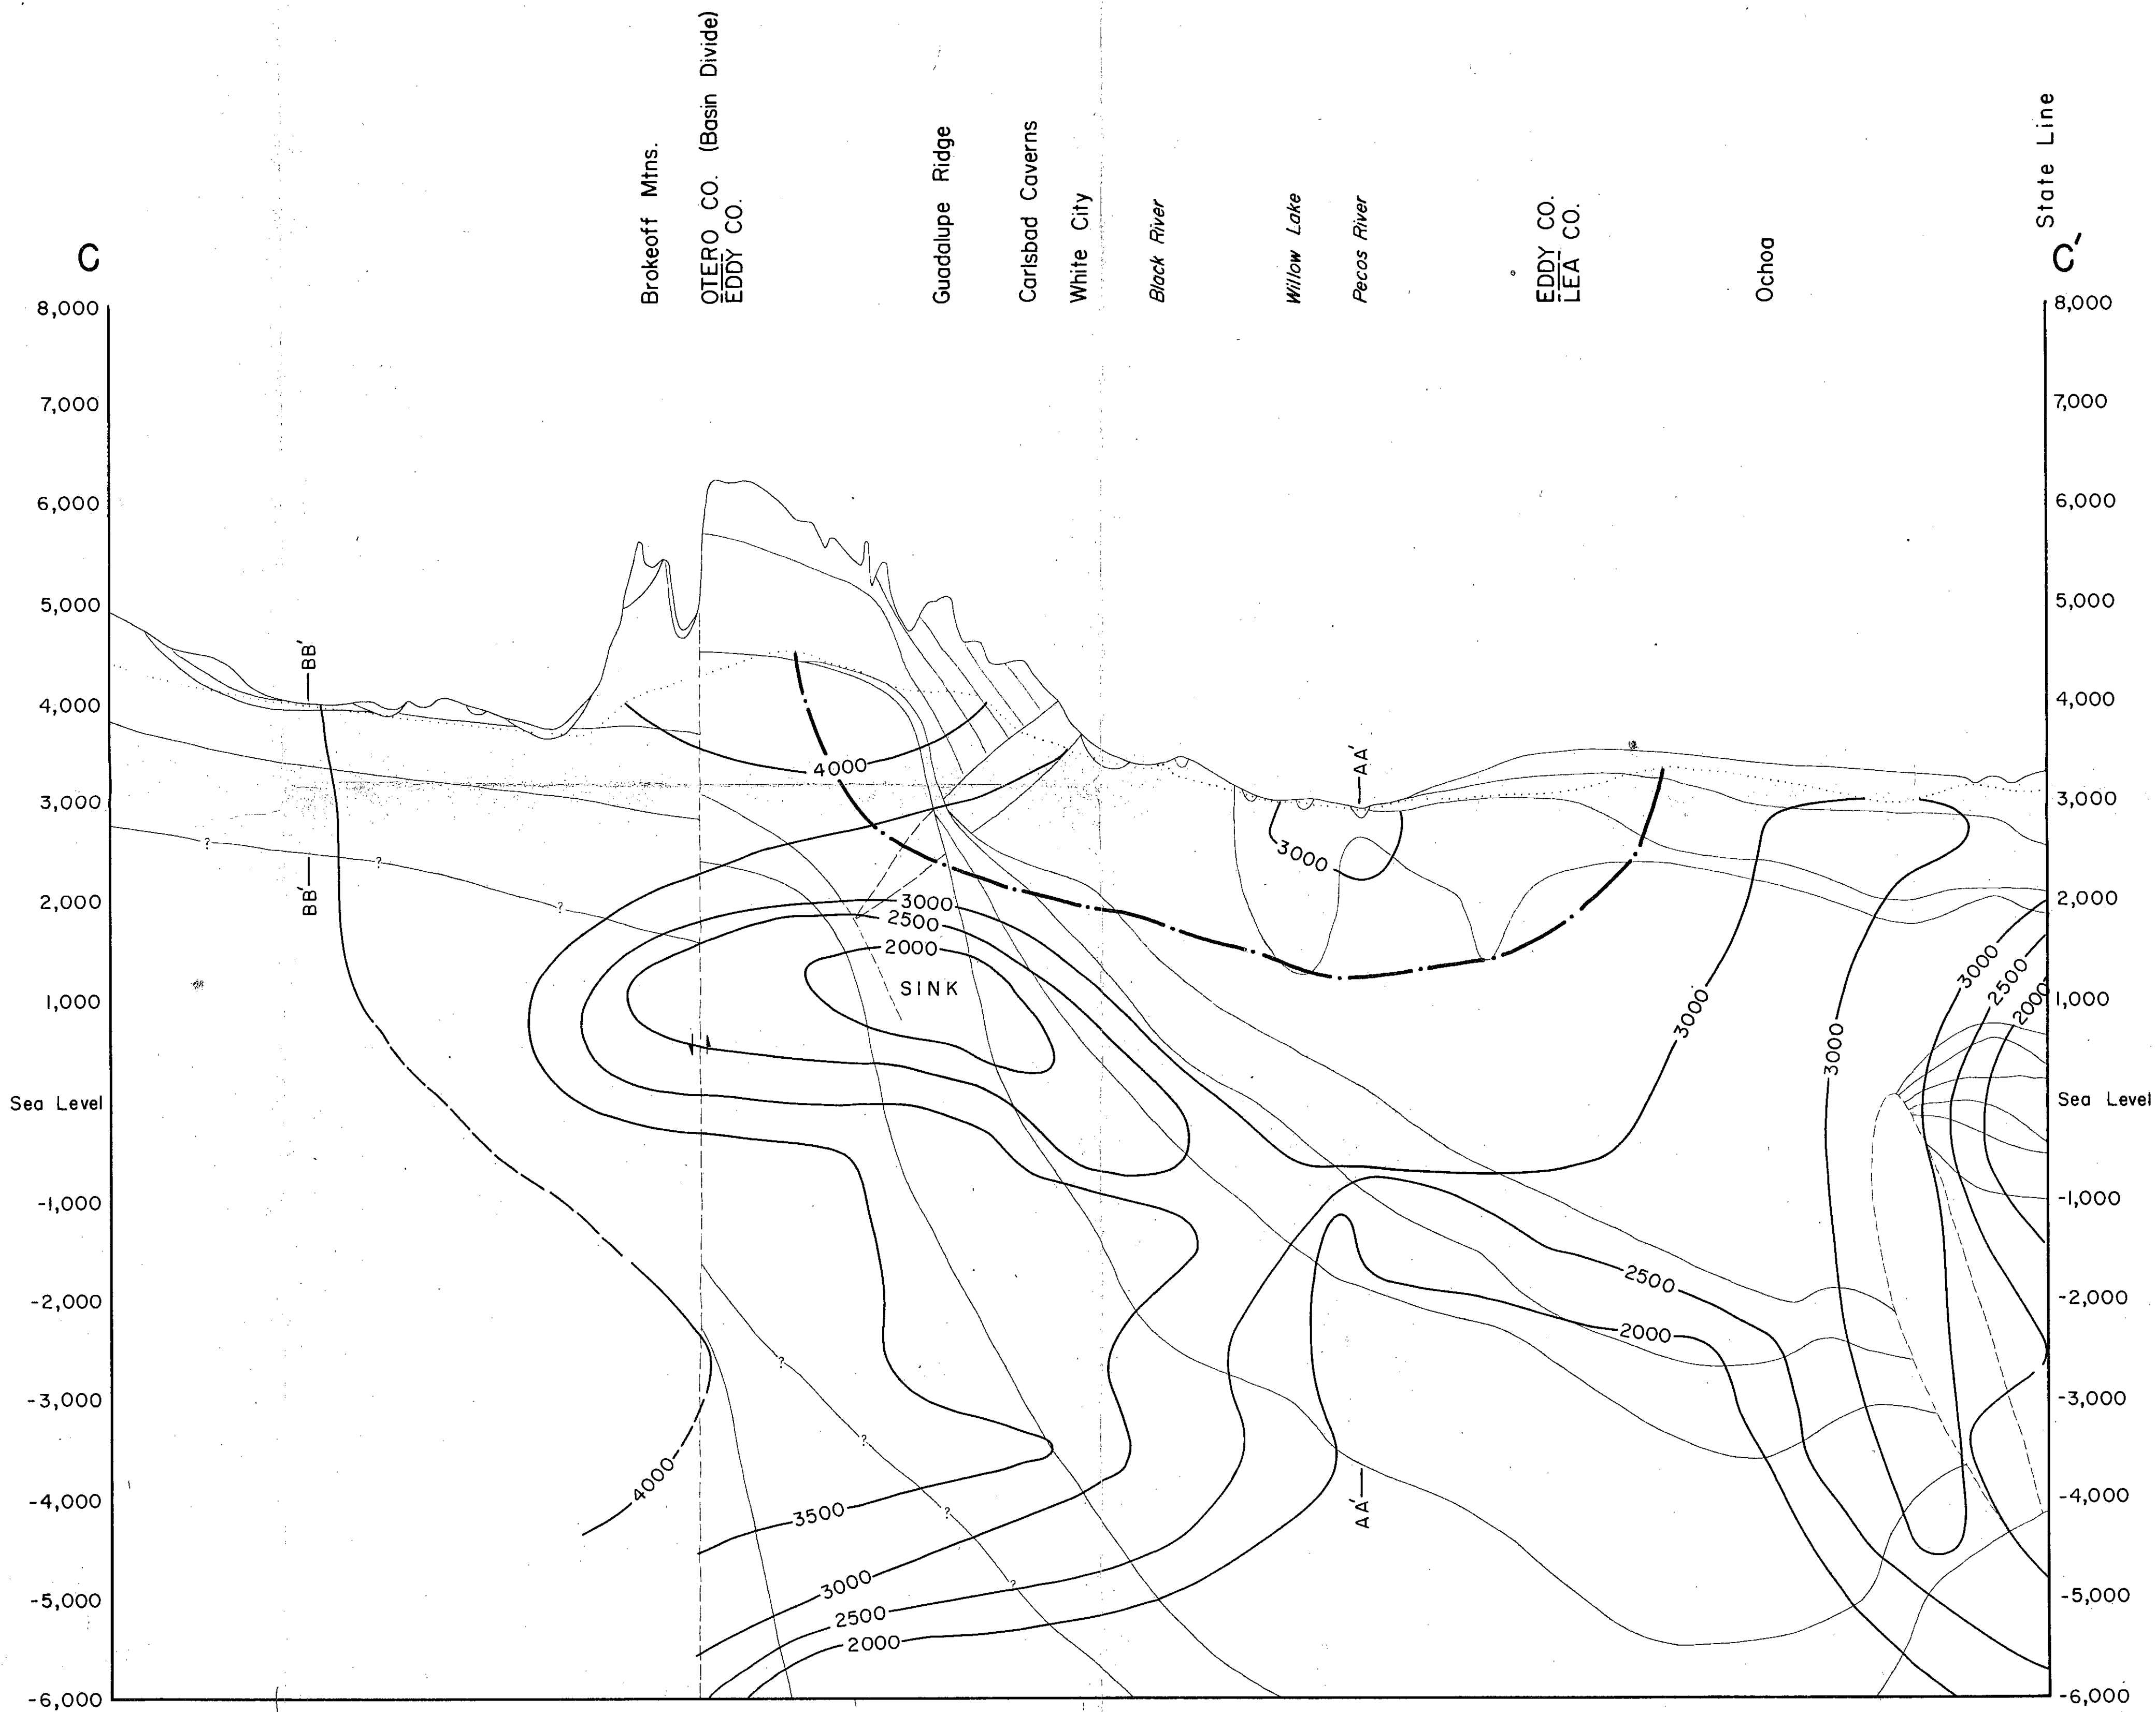 C
C′
Brokeoff Mtns.
OTERO CO. (Basin Divide)
EDDY CO.
Guadalupe Ridge
Carlsbad Caverns
White City
Black River
Willow Lake
Pecos River
EDDY CO.
LEA CO.
Ochoa
State Line
8,000
7,000
6,000
5,000
4,000
3,000
2,000
1,000
Sea Level
-1,000
-2,000
-3,000
-4,000
-5,000
-6,000
8,000
7,000
6,000
5,000
4,000
3,000
2,000
1,000
Sea Level
-1,000
-2,000
-3,000
-4,000
-5,000
-6,000
BB′
BB′
AA′
AA′
4000
3000
3000
2500
2000
SINK
3000
3000
3000
2500
2000
2500
2000
4000
3500
3000
2500
2000
?
?
?
?
?
?
?